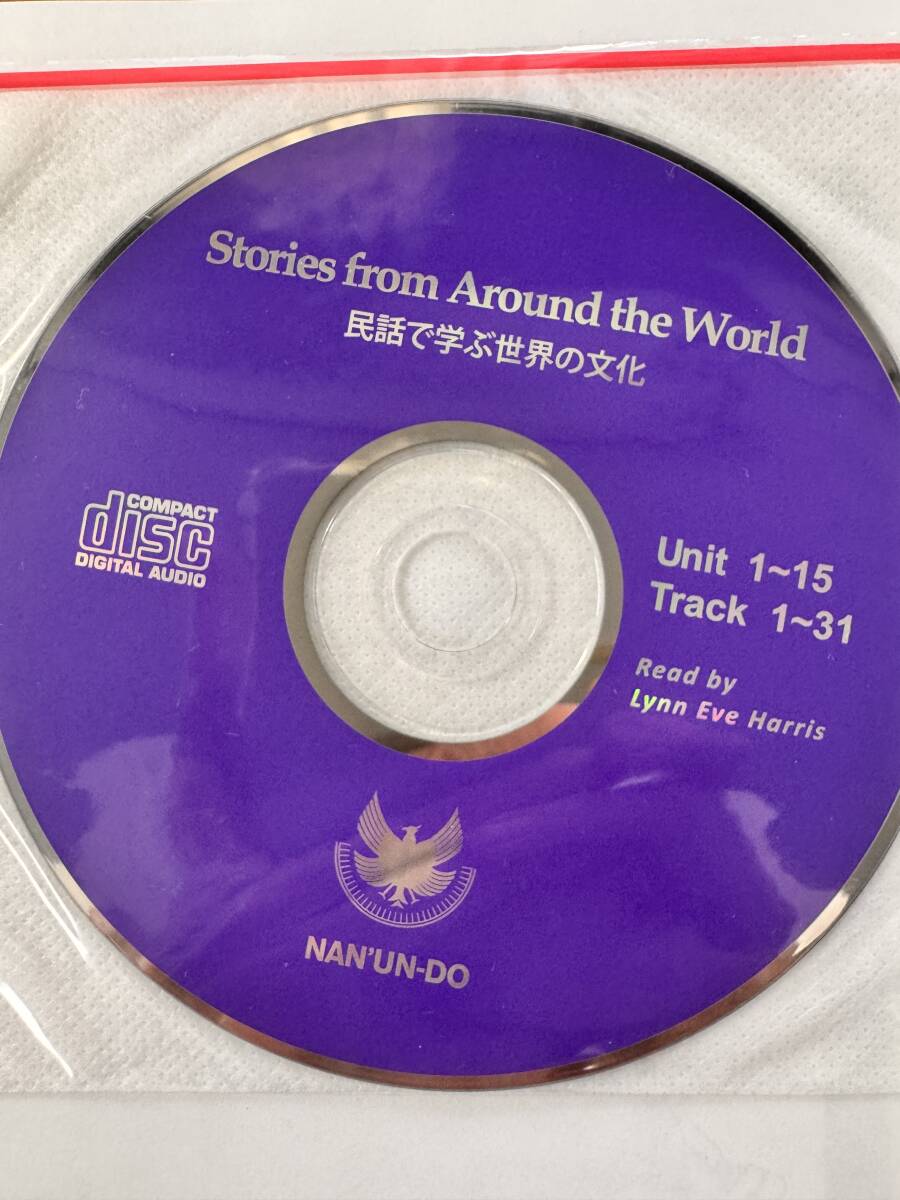 Stories from Around the World
民話で学ぶ世界の文化
COMPACT
disc
DIGITAL AUDIO
Unit 1~15
Track 1~31
Read by
Lynn Eve Harris
NAN'UN-DO